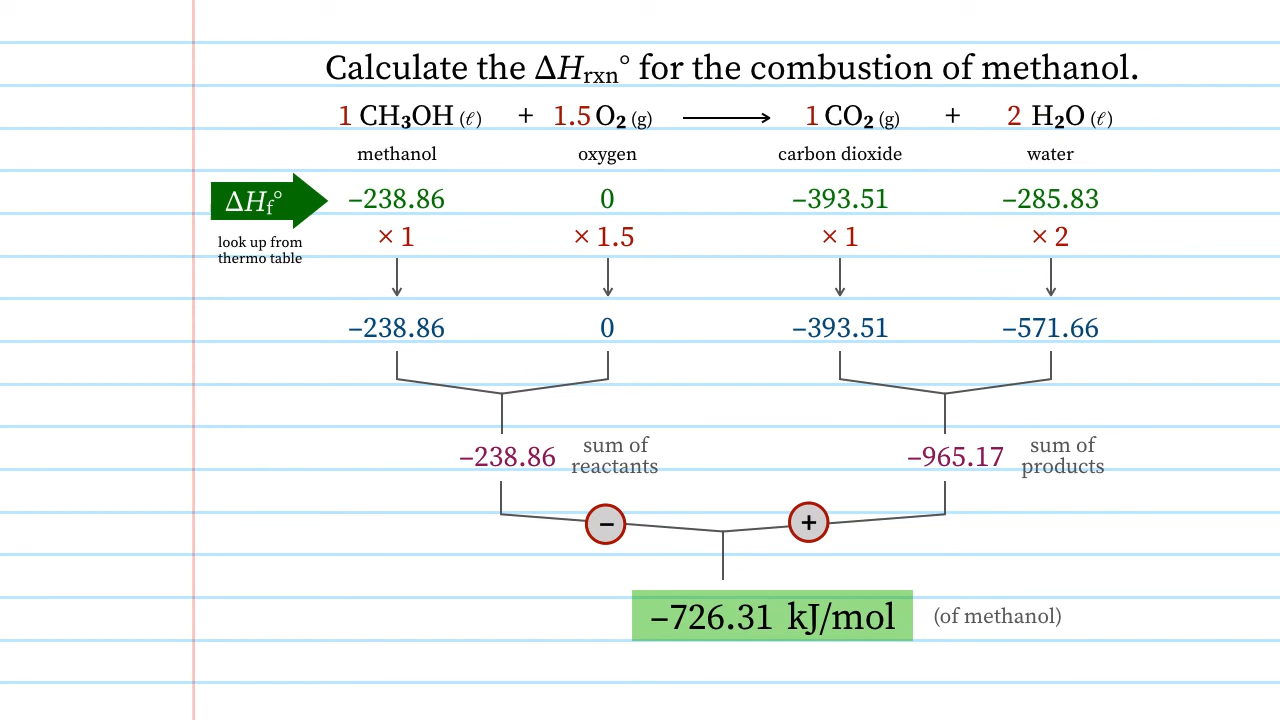 Calculate the ΔHrxn° for the combustion of methanol.
1 CH₃OH (ℓ) + 1.5 O₂ (g) ⟶ 1 CO₂ (g) + 2 H₂O (ℓ)
methanol oxygen carbon dioxide water
ΔHf° –238.86 0 –393.51 –285.83
× 1 × 1.5 × 1 × 2
look up from
thermo table
–238.86 0 –393.51 –571.66
–238.86 sum of reactants –965.17 sum of products
– +
–726.31 kJ/mol (of methanol)